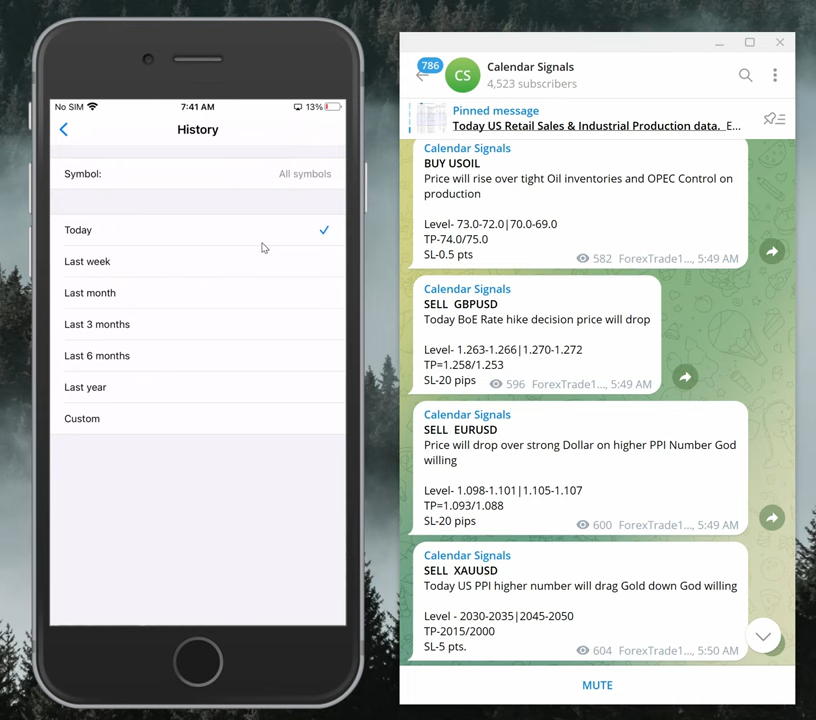 No SIM
7:41 AM
13%
History
Symbol:
All symbols
Today
Last week
Last month
Last 3 months
Last 6 months
Last year
Custom
786
CS
Calendar Signals
4,523 subscribers
Pinned message
Today US Retail Sales & Industrial Production data. E...
Calendar Signals
BUY USOIL
Price will rise over tight Oil inventories and OPEC Control on
production
Level- 73.0-72.0|70.0-69.0
TP-74.0/75.0
SL-0.5 pts
582 ForexTrade1..., 5:49 AM
Calendar Signals
SELL GBPUSD
Today BoE Rate hike decision price will drop
Level- 1.263-1.266|1.270-1.272
TP=1.258/1.253
SL-20 pips
596 ForexTrade1..., 5:49 AM
Calendar Signals
SELL EURUSD
Price will drop over strong Dollar on higher PPI Number God
willing
Level- 1.098-1.101|1.105-1.107
TP=1.093/1.088
SL-20 pips
600 ForexTrade1..., 5:49 AM
Calendar Signals
SELL XAUUSD
Today US PPI higher number will drag Gold down God willing
Level - 2030-2035|2045-2050
TP-2015/2000
SL-5 pts.
604 ForexTrade1..., 5:50 AM
MUTE